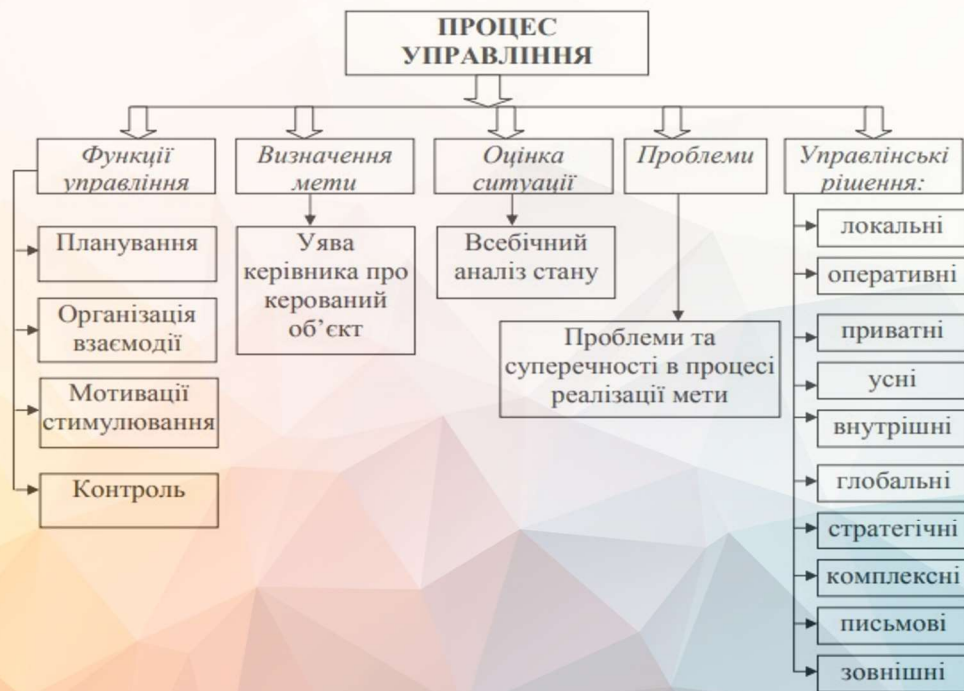 ПРОЦЕС
УПРАВЛІННЯ
Функції
управління
Визначення
мети
Оцінка
ситуації
Проблеми
Управлінські
рішення:
Планування
Організація
взаємодії
Мотивації
стимулювання
Контроль
Уява
керівника про
керований
об’єкт
Всебічний
аналіз стану
Проблеми та
суперечності в процесі
реалізації мети
локальні
оперативні
приватні
усні
внутрішні
глобальні
стратегічні
комплексні
письмові
зовнішні